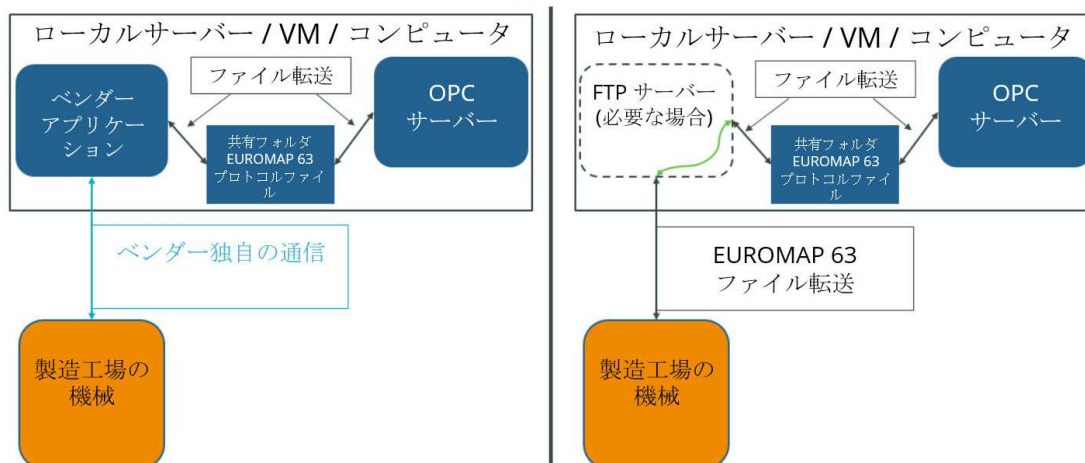 ローカルサーバー / VM / コンピュータ
ファイル転送
ベンダー
アプリケー
ション
OPC
サーバー
共有フォルダ
EUROMAP 63
プロトコルファイ
ル
ベンダー独自の通信
製造工場の
機械
ローカルサーバー / VM / コンピュータ
ファイル転送
FTP サーバー
(必要な場合)
OPC
サーバー
共有フォルダ
EUROMAP 63
プロトコルファイ
ル
EUROMAP 63
ファイル転送
製造工場の
機械